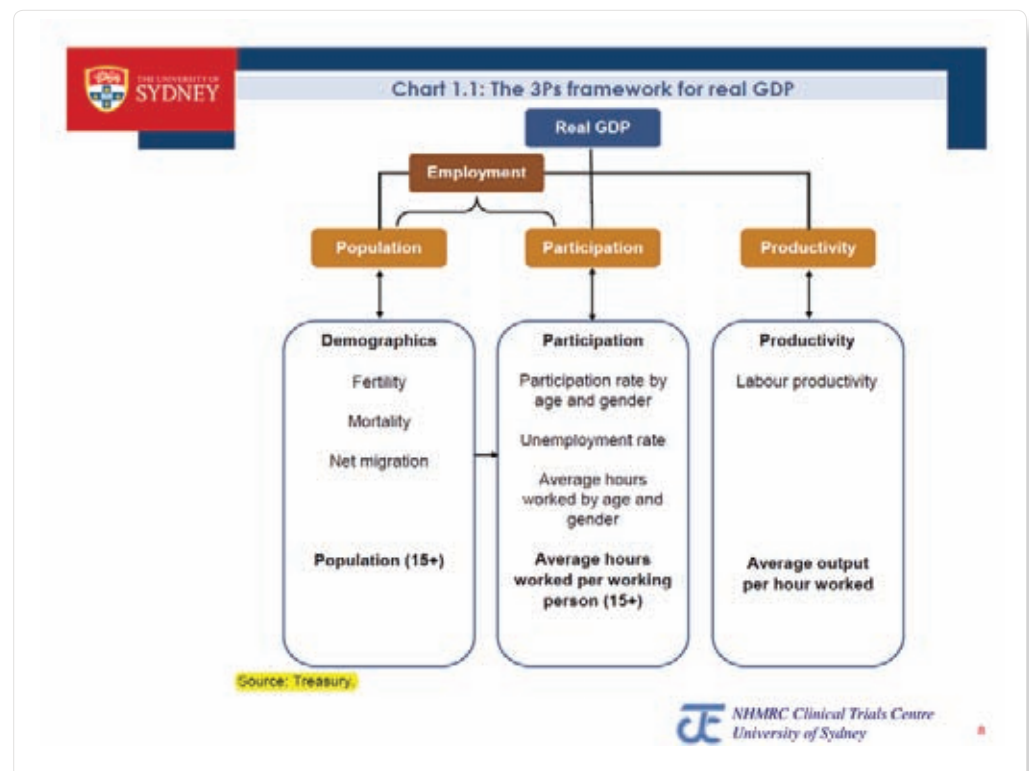 THE UNIVERSITY OF
SYDNEY
Chart 1.1: The 3Ps framework for real GDP
Real GDP
Employment
Population
Participation
Productivity
Demographics
Fertility
Mortality
Net migration
Population (15+)
Participation
Participation rate by
age and gender
Unemployment rate
Average hours
worked by age and
gender
Average hours
worked per working
person (15+)
Productivity
Labour productivity
Average output
per hour worked
Source: Treasury.
NHMRC Clinical Trials Centre
University of Sydney